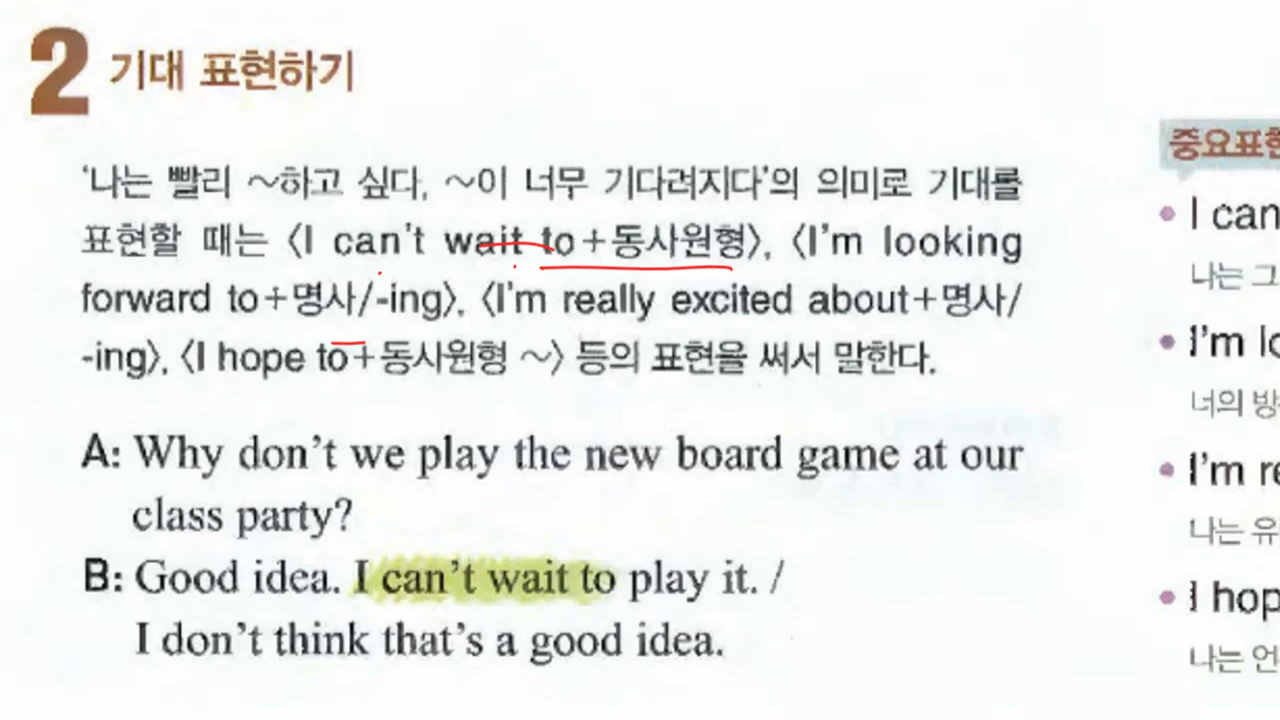 2 기대 표현하기
'나는 빨리 ~하고 싶다, ~이 너무 기다려지다'의 의미로 기대를
표현할 때는 〈I can't wait to+동사원형〉, 〈I'm looking
forward to+명사/-ing〉, 〈I'm really excited about+명사/
-ing〉, 〈I hope to+동사원형 ~〉 등의 표현을 써서 말한다.
A: Why don't we play the new board game at our
class party?
B: Good idea. I can't wait to play it. /
I don't think that's a good idea.
중요표현
I can
나는 그
I'm lo
너의 방
I'm re
나는 유
I hop
나는 언